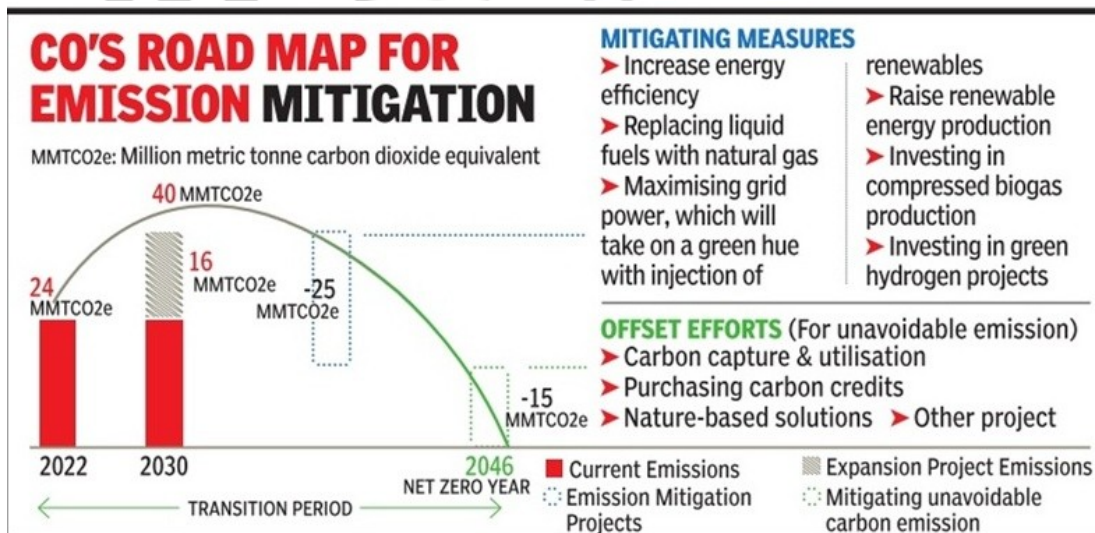 CO'S ROAD MAP FOR
EMISSION MITIGATION
MMTCO2e: Million metric tonne carbon dioxide equivalent
40 MMTCO2e
16
MMTCO2e
24
MMTCO2e
-25
MMTCO2e
-15
MMTCO2e
2022
2030
2046
NET ZERO YEAR
TRANSITION PERIOD
MITIGATING MEASURES
➤ Increase energy
efficiency
➤ Replacing liquid
fuels with natural gas
➤ Maximising grid
power, which will
take on a green hue
with injection of
renewables
➤ Raise renewable
energy production
➤ Investing in
compressed biogas
production
➤ Investing in green
hydrogen projects
OFFSET EFFORTS (For unavoidable emission)
➤ Carbon capture & utilisation
➤ Purchasing carbon credits
➤ Nature-based solutions ➤ Other project
Current Emissions
Expansion Project Emissions
Emission Mitigation
Projects
Mitigating unavoidable
carbon emission